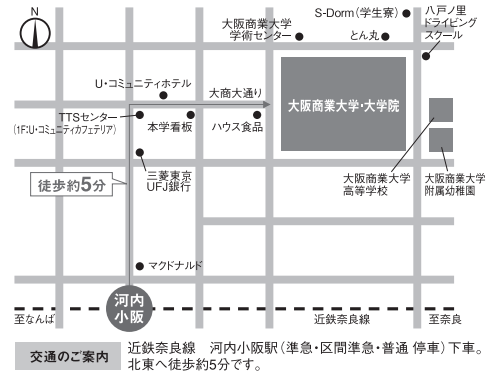 N
大阪商業大学
学術センター
S-Dorm（学生寮）
とん丸
八戸ノ里
ドライビング
スクール
U・コミュニティホテル
大商大通り
TTSセンター
（1F:U・コミュニティカフェテリア）
本学看板
ハウス食品
大阪商業大学・大学院
三菱東京
UFJ銀行
徒歩約5分
大阪商業大学
高等学校
大阪商業大学
附属幼稚園
マクドナルド
河内
小阪
至なんば
近鉄奈良線
至奈良
交通のご案内
近鉄奈良線　河内小阪駅（準急・区間準急・普通 停車）下車。
北東へ徒歩約5分です。